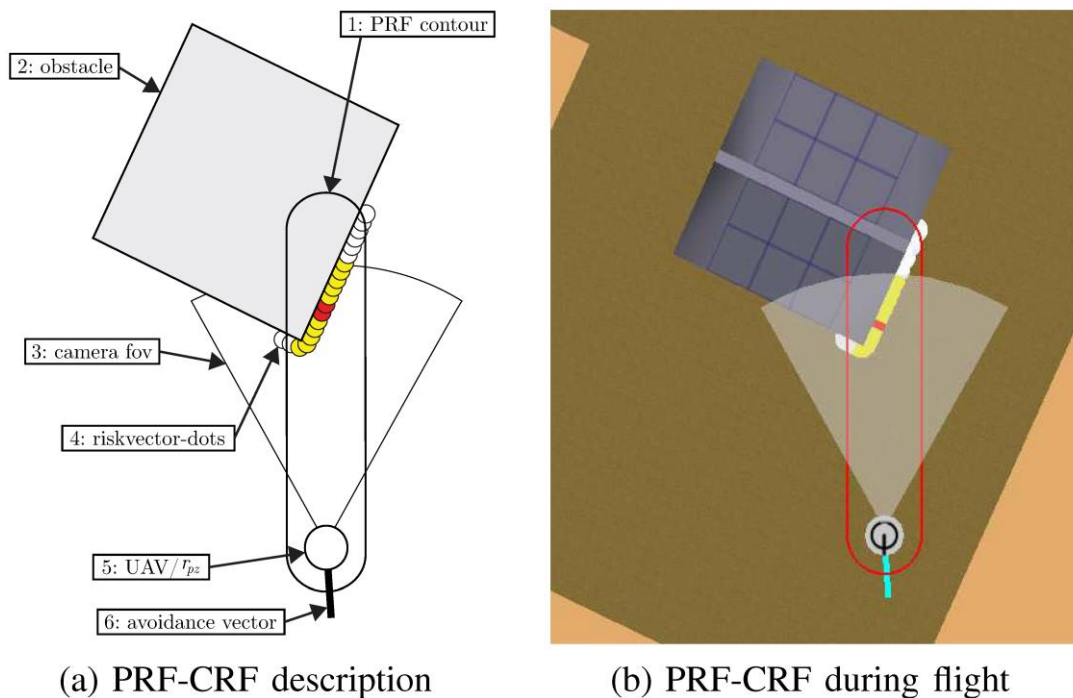 1: PRF contour
2: obstacle
3: camera fov
4: riskvector-dots
5: UAV/r_pz
6: avoidance vector
(a) PRF-CRF description
(b) PRF-CRF during flight